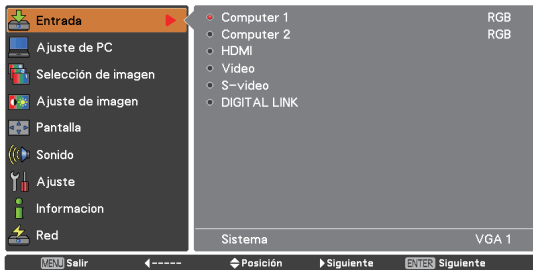 Entrada
Ajuste de PC
Selección de imagen
Ajuste de imagen
Pantalla
Sonido
Ajuste
Informacion
Red
Computer 1 RGB
Computer 2 RGB
HDMI
Video
S-video
DIGITAL LINK
Sistema VGA 1
MENU Salir ----- Posición Siguiente ENTER Siguiente